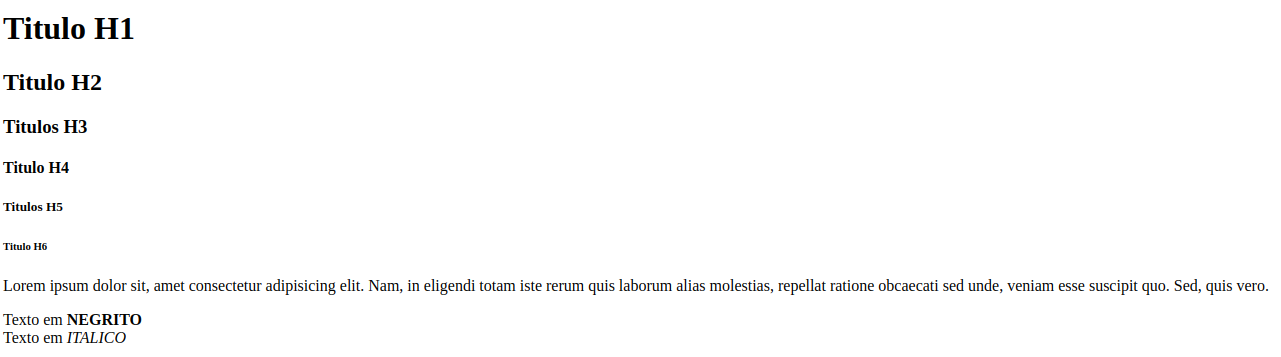 Titulo H1
Titulo H2
Titulos H3
Titulo H4
Titulos H5
Titulo H6
Lorem ipsum dolor sit, amet consectetur adipisicing elit. Nam, in eligendi totam iste rerum quis laborum alias molestias, repellat ratione obcaecati sed unde, veniam esse suscipit quo. Sed, quis vero.
Texto em NEGRITO
Texto em ITALICO